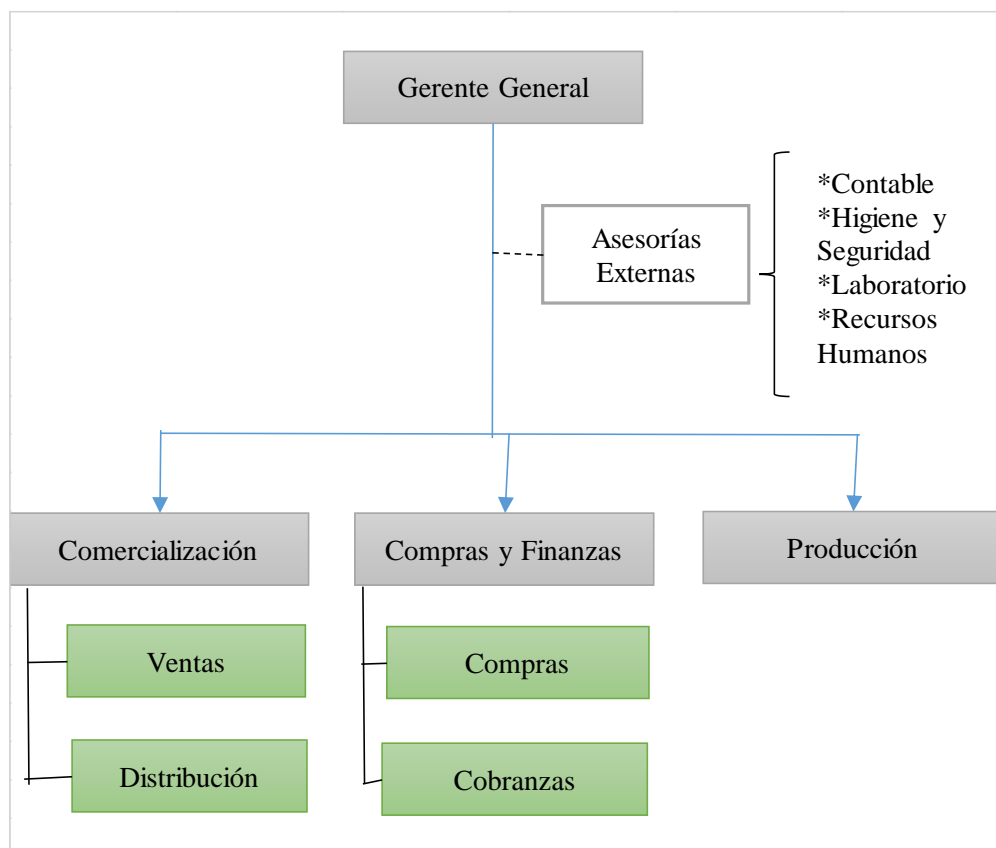 Gerente General
Asesorías
Externas
*Contable
*Higiene y
Seguridad
*Laboratorio
*Recursos
Humanos
Comercialización
Compras y Finanzas
Producción
Ventas
Compras
Distribución
Cobranzas